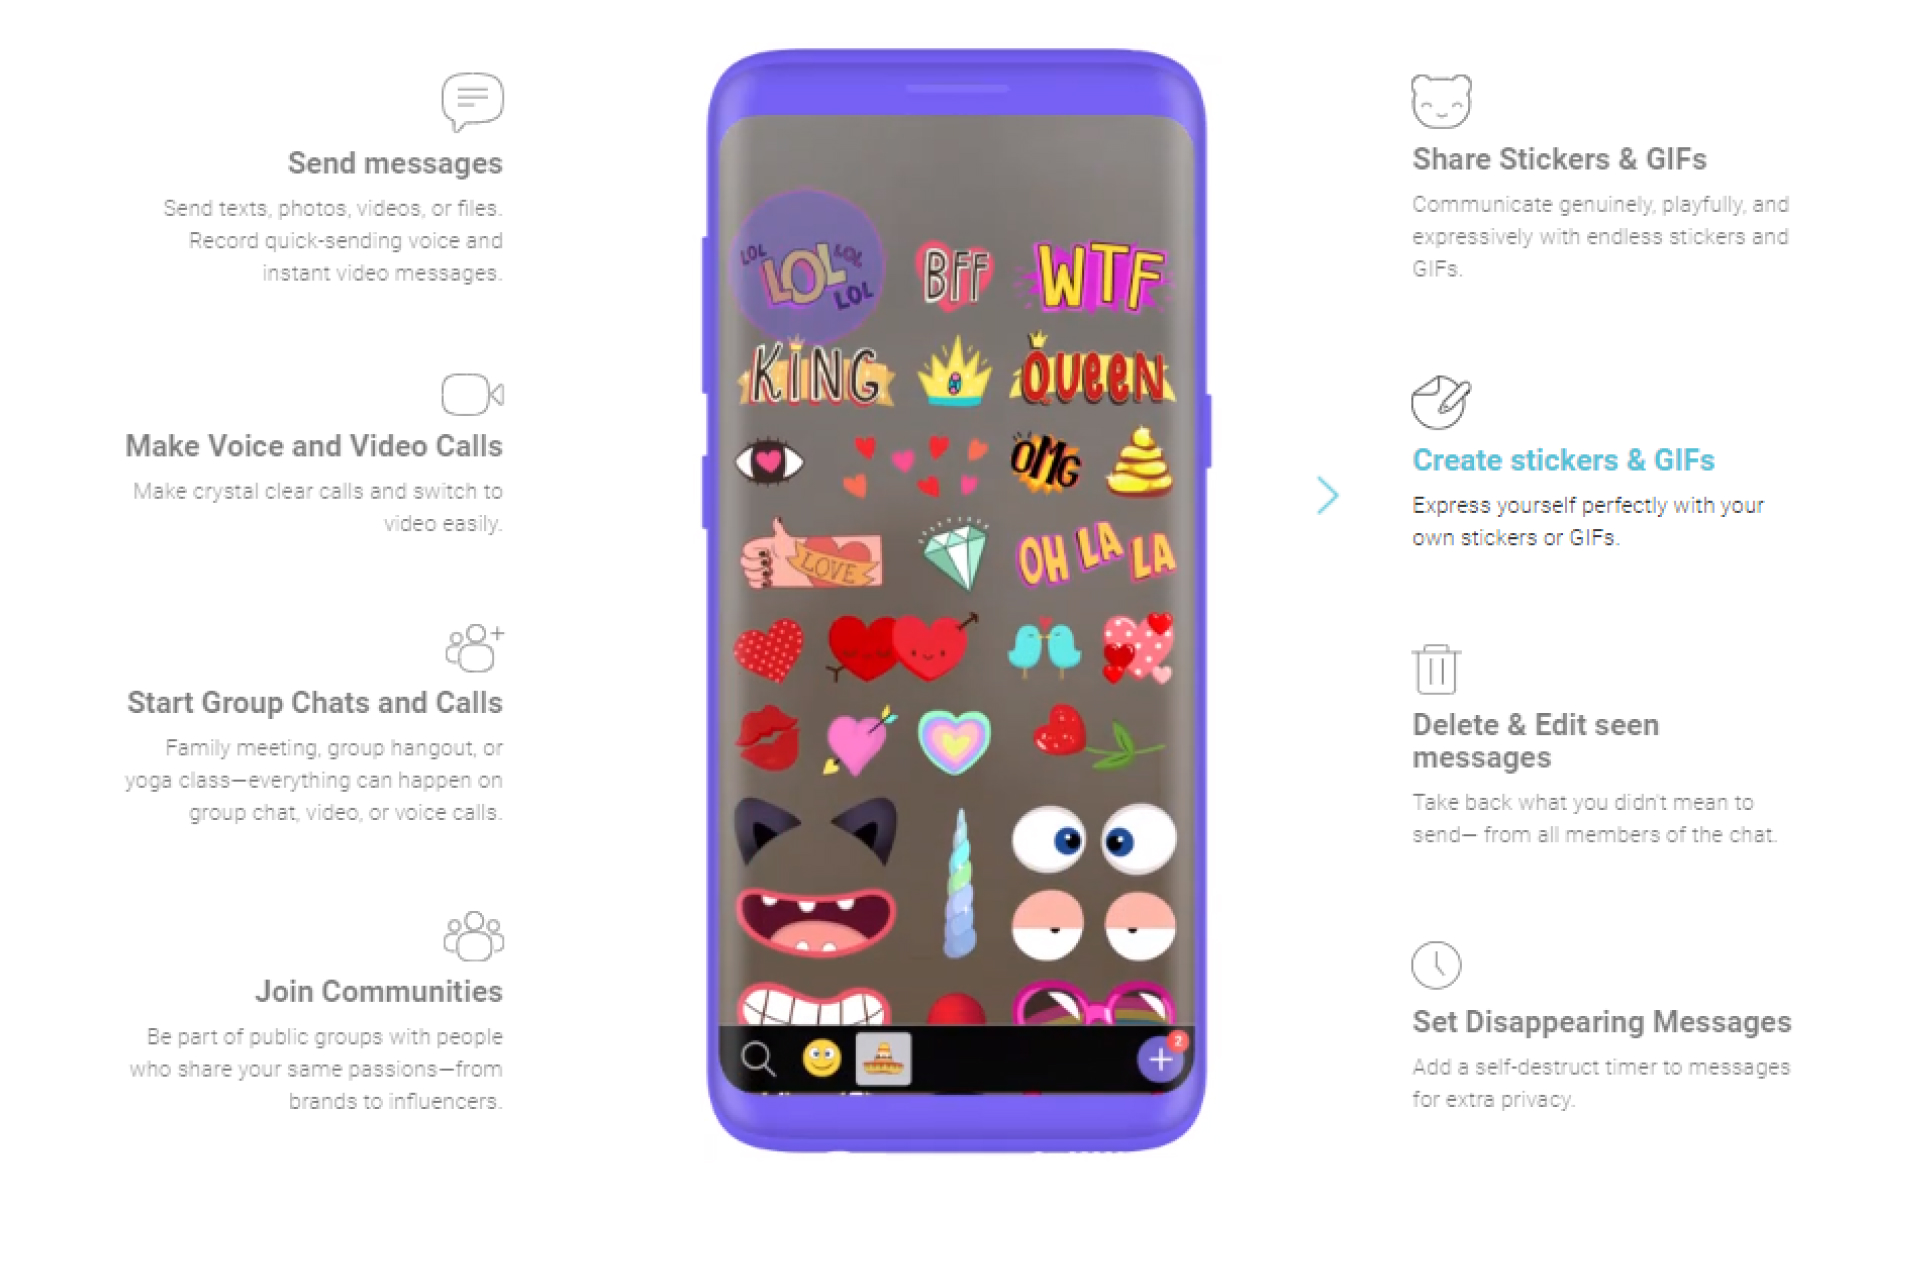 Send messages
Send texts, photos, videos, or files.
Record quick-sending voice and
instant video messages.
Make Voice and Video Calls
Make crystal clear calls and switch to
video easily.
Start Group Chats and Calls
Family meeting, group hangout, or
yoga class—everything can happen on
group chat, video, or voice calls.
Join Communities
Be part of public groups with people
who share your same passions—from
brands to influencers.
LOL LOL LOL LOL
BFF
WTF
KING
QUEEN
OMG
LOVE
OH LA LA
2
Share Stickers & GIFs
Communicate genuinely, playfully, and
expressively with endless stickers and
GIFs.
Create stickers & GIFs
Express yourself perfectly with your
own stickers or GIFs.
Delete & Edit seen
messages
Take back what you didn't mean to
send— from all members of the chat.
Set Disappearing Messages
Add a self-destruct timer to messages
for extra privacy.